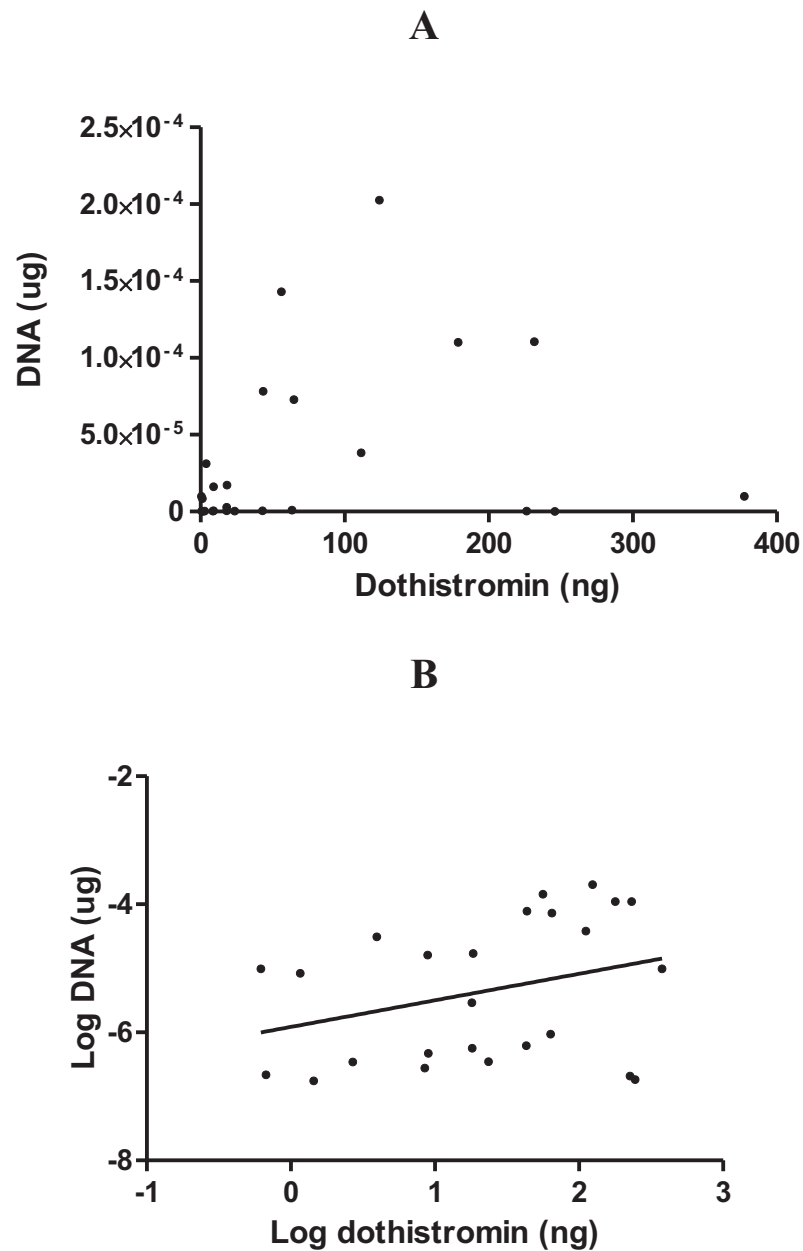 A
2.5×10⁻⁴
2.0×10⁻⁴
1.5×10⁻⁴
1.0×10⁻⁴
5.0×10⁻⁵
0
DNA (ug)
0 100 200 300 400
Dothistromin (ng)
B
-2
-4
-6
-8
Log DNA (ug)
-1 0 1 2 3
Log dothistromin (ng)